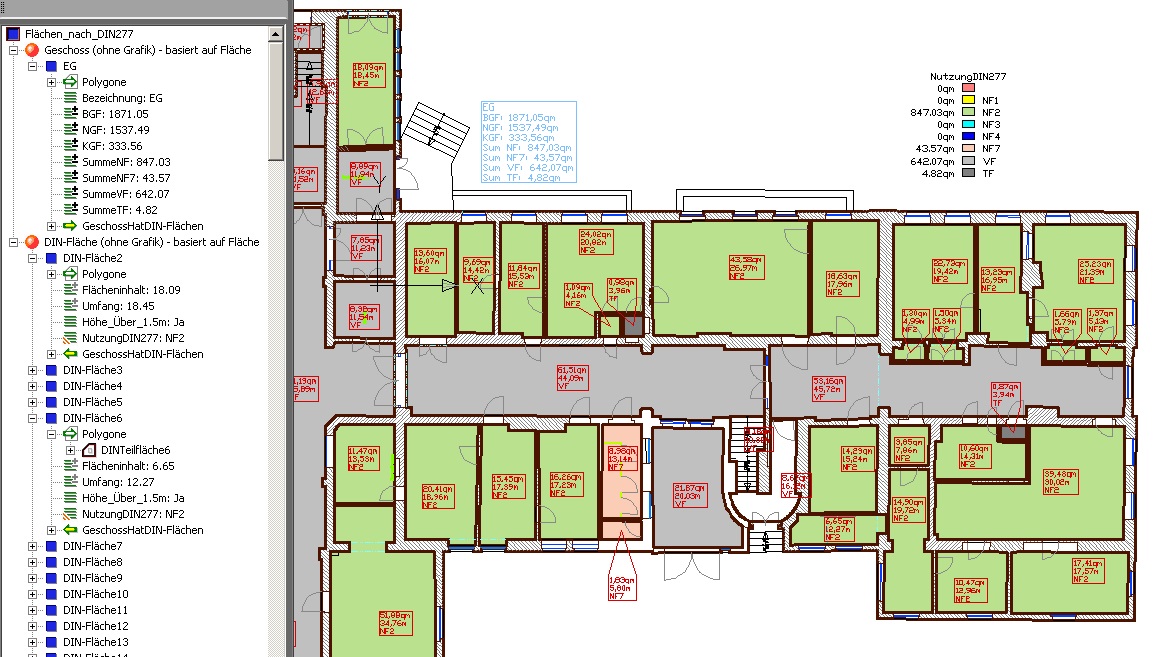 Flächen_nach_DIN277
Geschoss (ohne Grafik) - basiert auf Fläche
EG
Polygone
Bezeichnung: EG
BGF: 1871.05
NGF: 1537.49
KGF: 333.56
SummeNF: 847.03
SummeNF7: 43.57
SummeVF: 642.07
SummeTF: 4.82
GeschossHatDIN-Flächen
DIN-Fläche (ohne Grafik) - basiert auf Fläche
DIN-Fläche2
Polygone
Flächeninhalt: 18.09
Umfang: 18.45
Höhe_Über_1.5m: Ja
NutzungDIN277: NF2
GeschossHatDIN-Flächen
DIN-Fläche3
DIN-Fläche4
DIN-Fläche5
DIN-Fläche6
Polygone
DINTeilfläche6
Flächeninhalt: 6.65
Umfang: 12.27
Höhe_Über_1.5m: Ja
NutzungDIN277: NF2
GeschossHatDIN-Flächen
DIN-Fläche7
DIN-Fläche8
DIN-Fläche9
DIN-Fläche10
DIN-Fläche11
DIN-Fläche12
DIN-Fläche13
EG
BGF: 1871,05qm
NGF: 1537,49qm
KGF: 333,56qm
Sum NF: 847,03qm
Sum NF7: 43,57qm
Sum VF: 642,07qm
Sum TF: 4,82qm
NutzungDIN277
0qm
0qm NF1
847.03qm NF2
0qm NF3
0qm NF4
43.57qm NF7
642.07qm VF
4.82qm TF
18,09qm
18,45m
NF2
8,89qm
11,94m
VF
7,85qm
11,23m
VF
8,38qm
11,54m
VF
13,60qm
16,07m
NF2
9,69qm
14,42m
NF2
11,84qm
15,53m
NF2
24,02qm
20,02m
NF2
1,09qm
4,16m
NF2
0,98qm
3,96m
TF
43,58qm
26,97m
NF2
18,63qm
17,96m
NF2
22,73qm
19,42m
NF2
13,25qm
16,95m
NF2
25,23qm
21,39m
NF2
1,30qm
4,99m
NF2
1,50qm
5,34m
NF2
1,66qm
5,79m
NF2
1,37qm
5,13m
NF2
61,51qm
44,09m
VF
53,16qm
45,72m
VF
0,87qm
3,94m
TF
11,47qm
13,53m
NF2
20,41qm
18,96m
NF2
15,45qm
17,39m
NF2
16,26qm
17,23m
NF2
8,98qm
13,14m
NF7
21,87qm
20,03m
VF
14,29qm
15,24m
NF2
3,85qm
7,86m
NF2
10,60qm
14,31m
NF2
39,48qm
30,02m
NF2
14,90qm
19,72m
NF2
6,65qm
12,27m
NF2
1,83qm
5,80m
NF7
10,47qm
12,96m
NF2
17,41qm
17,57m
NF2
51,88qm
34,76m
NF2